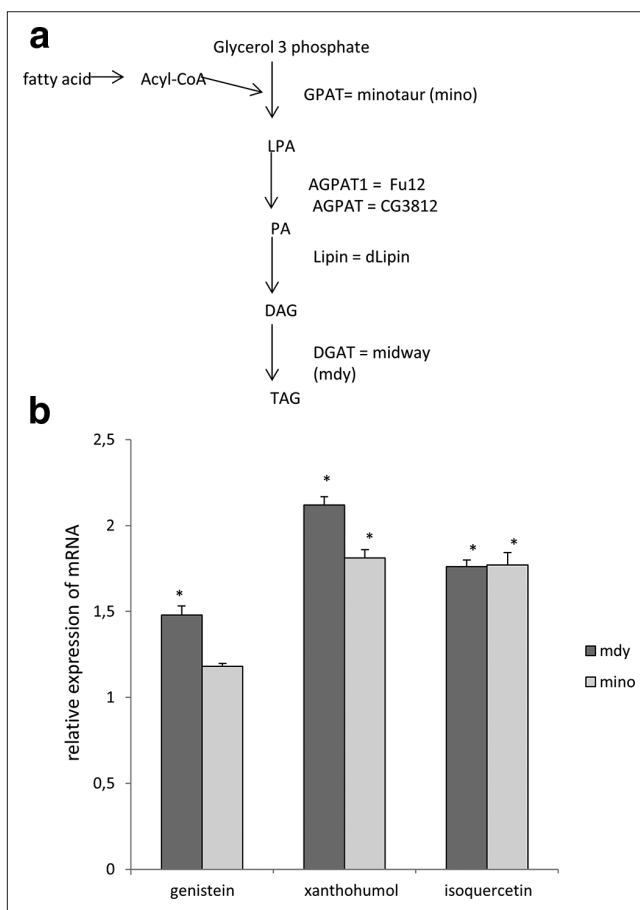 a
Glycerol 3 phosphate
fatty acid
Acyl-CoA
GPAT= minotaur (mino)
LPA
AGPAT1 = Fu12
AGPAT = CG3812
PA
Lipin = dLipin
DAG
DGAT = midway
(mdy)
TAG
b
relative expression of mRNA
2,5
2
1,5
1
0,5
0
*
*
*
*
*
genistein
xanthohumol
isoquercetin
mdy
mino